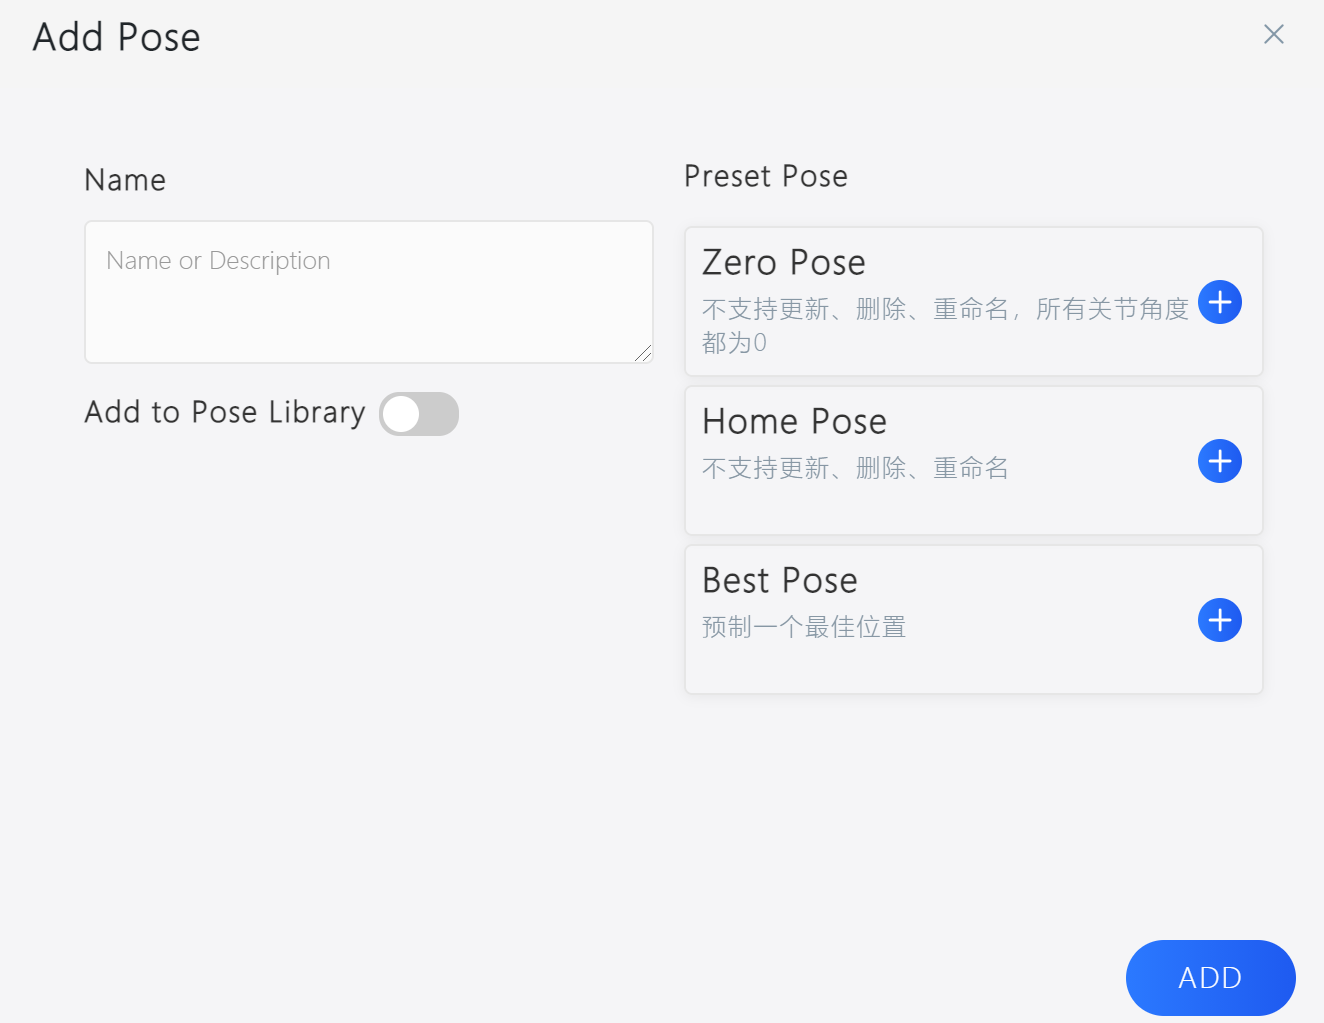 Add Pose
Name
Name or Description
Add to Pose Library
Preset Pose
Zero Pose
不支持更新、删除、重命名，所有关节角度
都为0
Home Pose
不支持更新、删除、重命名
Best Pose
预制一个最佳位置
ADD